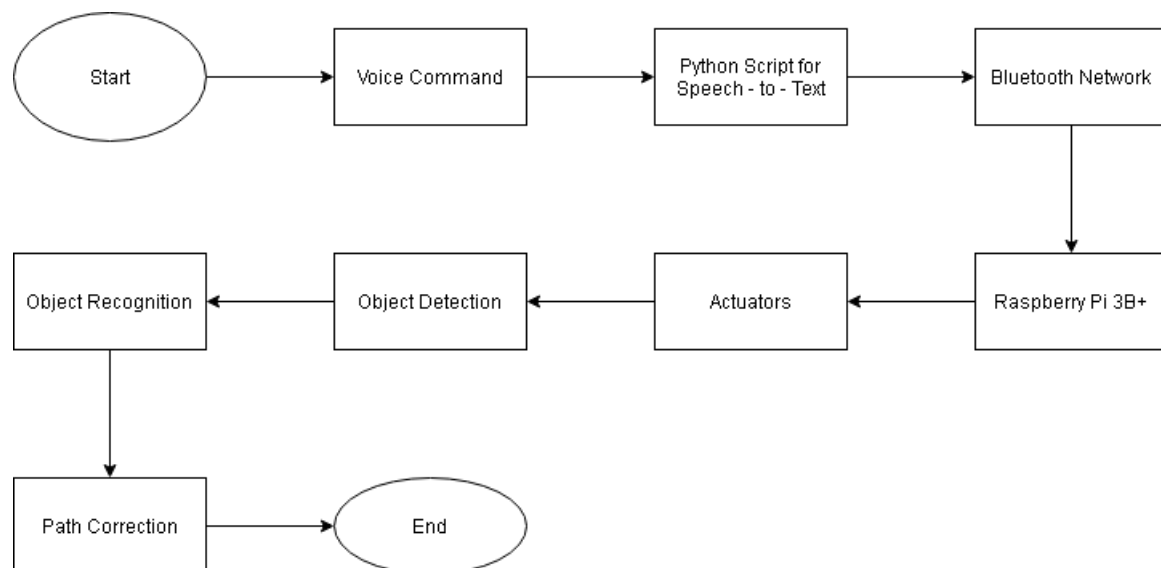 Start
Voice Command
Python Script for
Speech - to - Text
Bluetooth Network
Raspberry Pi 3B+
Actuators
Object Detection
Object Recognition
Path Correction
End